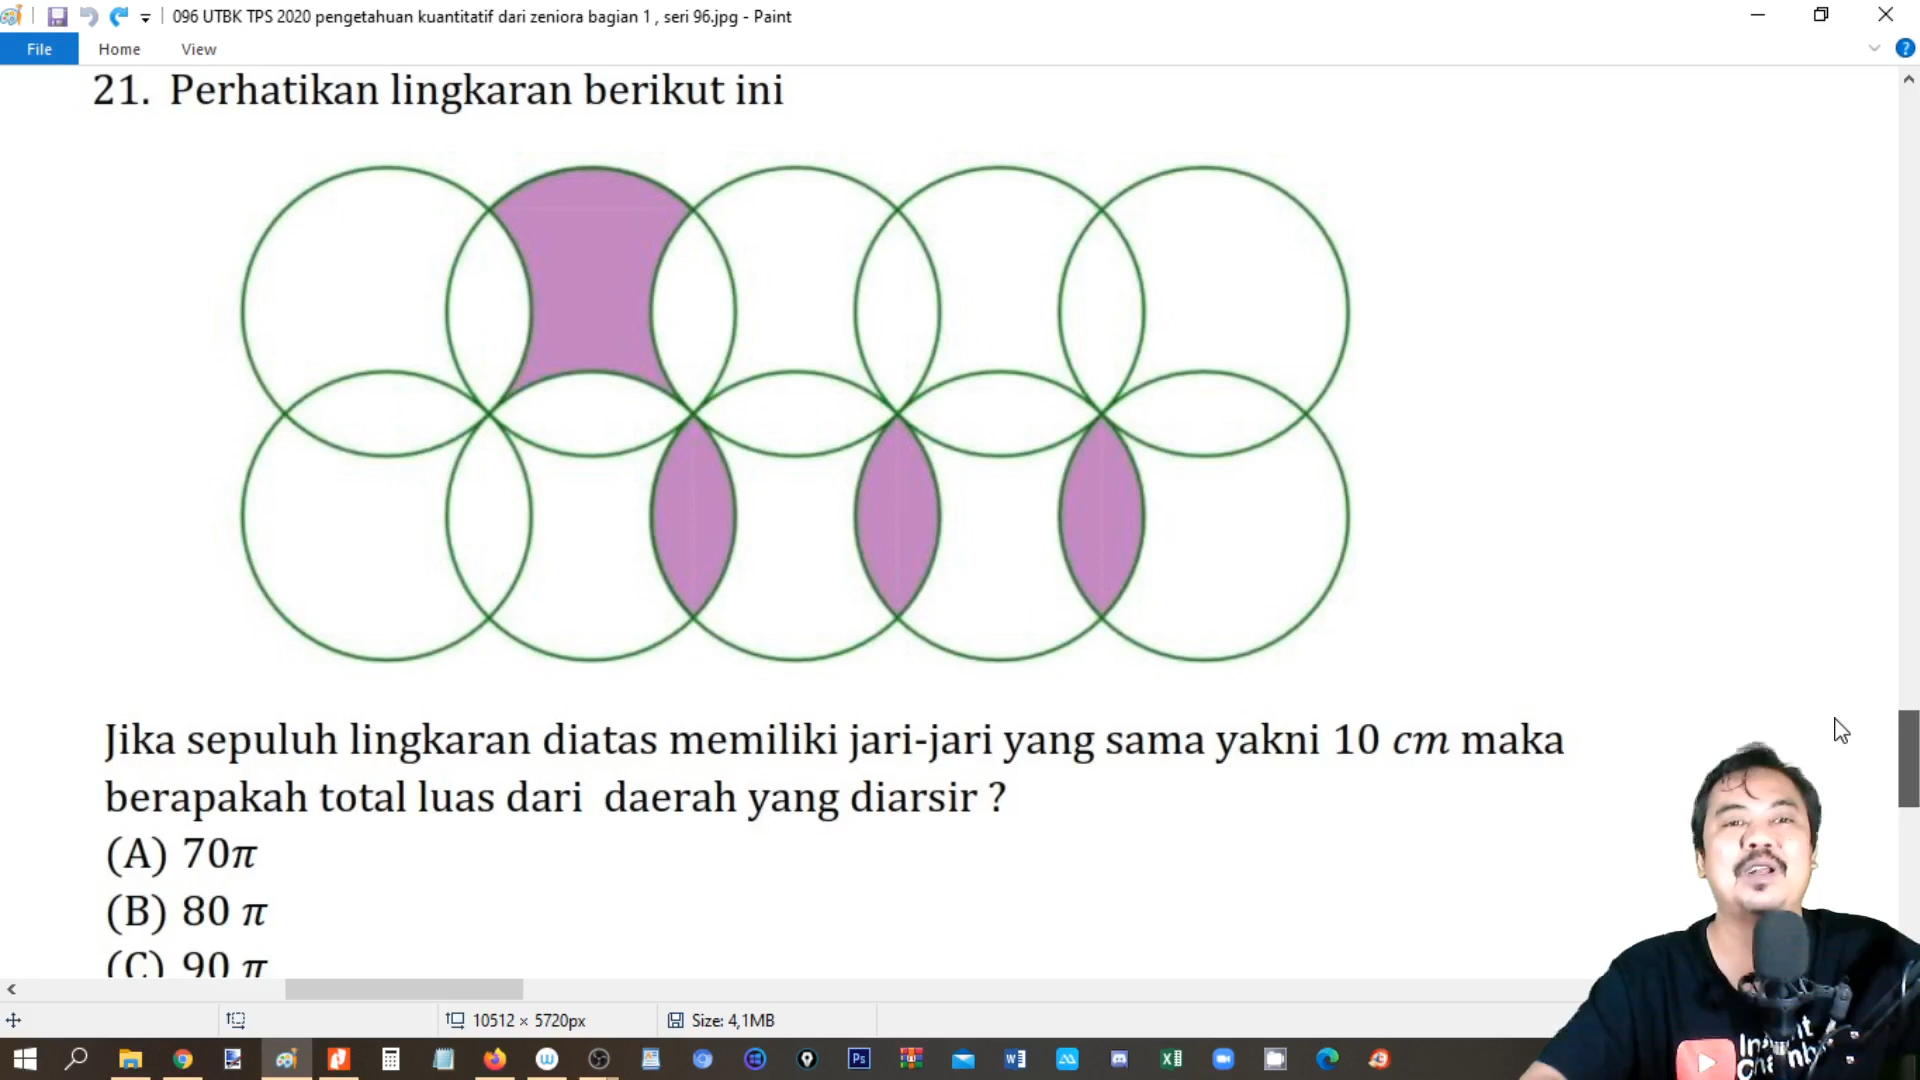 096 UTBK TPS 2020 pengetahuan kuantitatif dari zeniora bagian 1 , seri 96.jpg - Paint
File Home View
21. Perhatikan lingkaran berikut ini
Jika sepuluh lingkaran diatas memiliki jari-jari yang sama yakni 10 cm maka
berapakah total luas dari daerah yang diarsir ?
(A) 70π
(B) 80 π
(C) 90 π
10512 × 5720px Size: 4,1MB